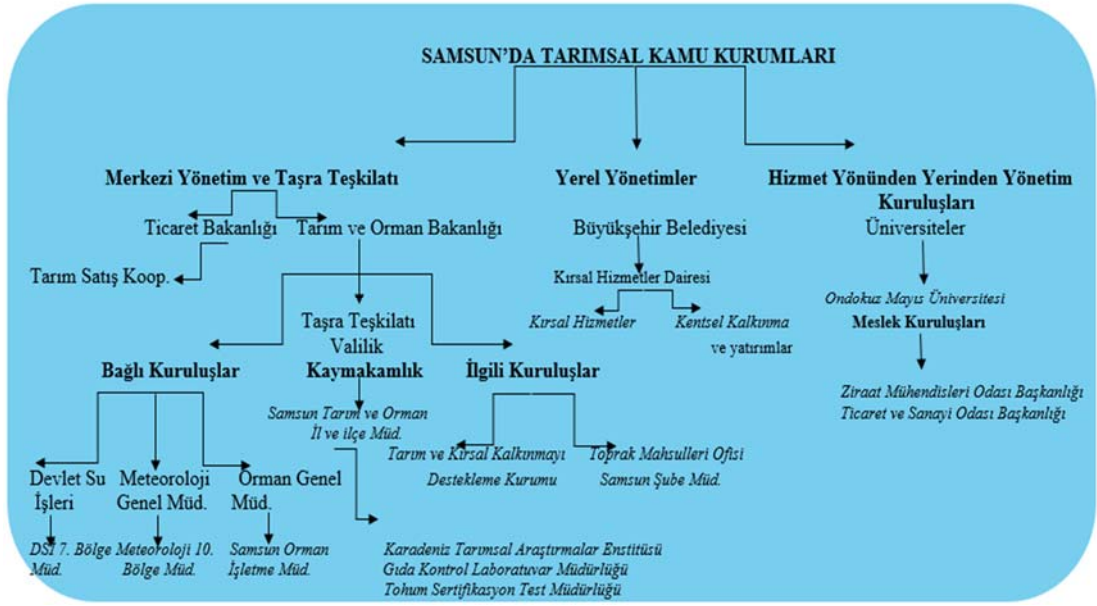 SAMSUN’DA TARIMSAL KAMU KURUMLARI
Merkezi Yönetim ve Taşra Teşkilatı
Ticaret Bakanlığı
Tarım ve Orman Bakanlığı
Tarım Satış Koop.
Taşra Teşkilatı
Valilik
Kaymakamlık
Bağlı Kuruluşlar
İlgili Kuruluşlar
Samsun Tarım ve Orman
İl ve ilçe Müd.
Tarım ve Kırsal Kalkınmayı
Destekleme Kurumu
Toprak Mahsulleri Ofisi
Samsun Şube Müd.
Devlet Su
İşleri
Meteoroloji
Genel Müd.
Orman Genel
Müd.
DSİ 7. Bölge
Müd.
Meteoroloji 10.
Bölge Müd.
Samsun Orman
İşletme Müd.
Karadeniz Tarımsal Araştırmalar Enstitüsü
Gıda Kontrol Laboratuvar Müdürlüğü
Tohum Sertifikasyon Test Müdürlüğü
Yerel Yönetimler
Büyükşehir Belediyesi
Kırsal Hizmetler Dairesi
Kırsal Hizmetler
Kentsel Kalkınma
ve yatırımlar
Hizmet Yönünden Yerinden Yönetim
Kuruluşları
Üniversiteler
Ondokuz Mayıs Üniversitesi
Meslek Kuruluşları
Ziraat Mühendisleri Odası Başkanlığı
Ticaret ve Sanayi Odası Başkanlığı